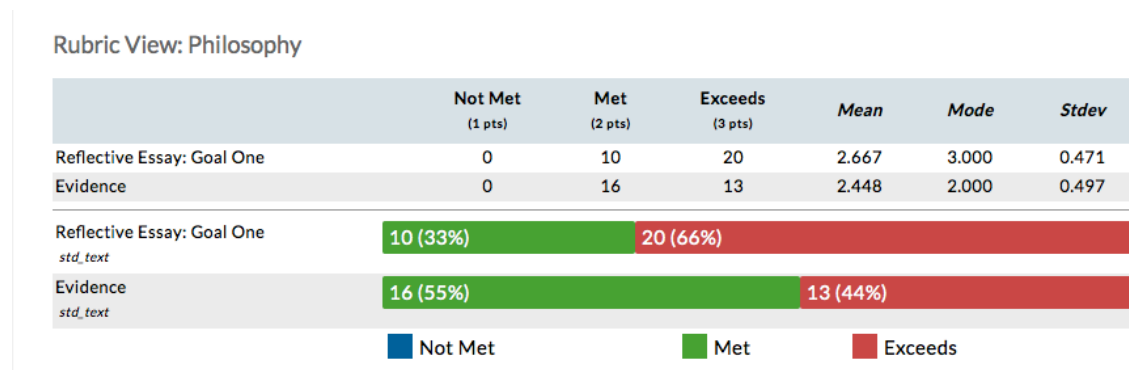 Rubric View: Philosophy
Not Met Met Exceeds Mean Mode Stdev
(1 pts) (2 pts) (3 pts)
Reflective Essay: Goal One 0 10 20 2.667 3.000 0.471
Evidence 0 16 13 2.448 2.000 0.497
Reflective Essay: Goal One 10 (33%) 20 (66%)
std_text
Evidence 16 (55%) 13 (44%)
std_text
Not Met Met Exceeds